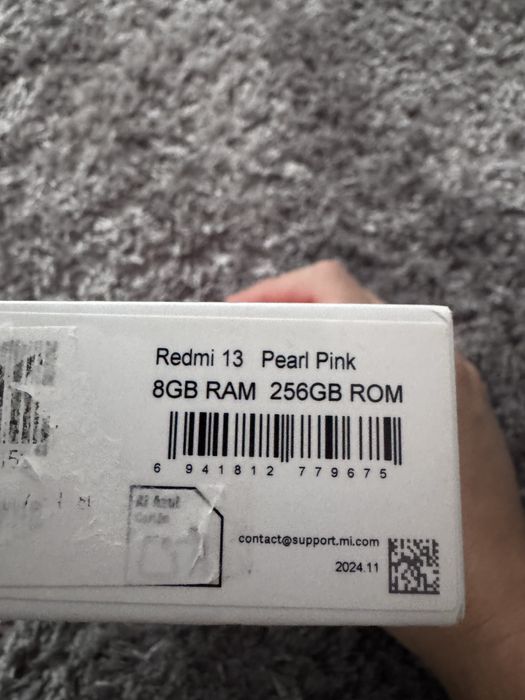 Redmi 13 Pearl Pink
8GB RAM 256GB ROM
6 941812 779675
contact@support.mi.com
2024.11